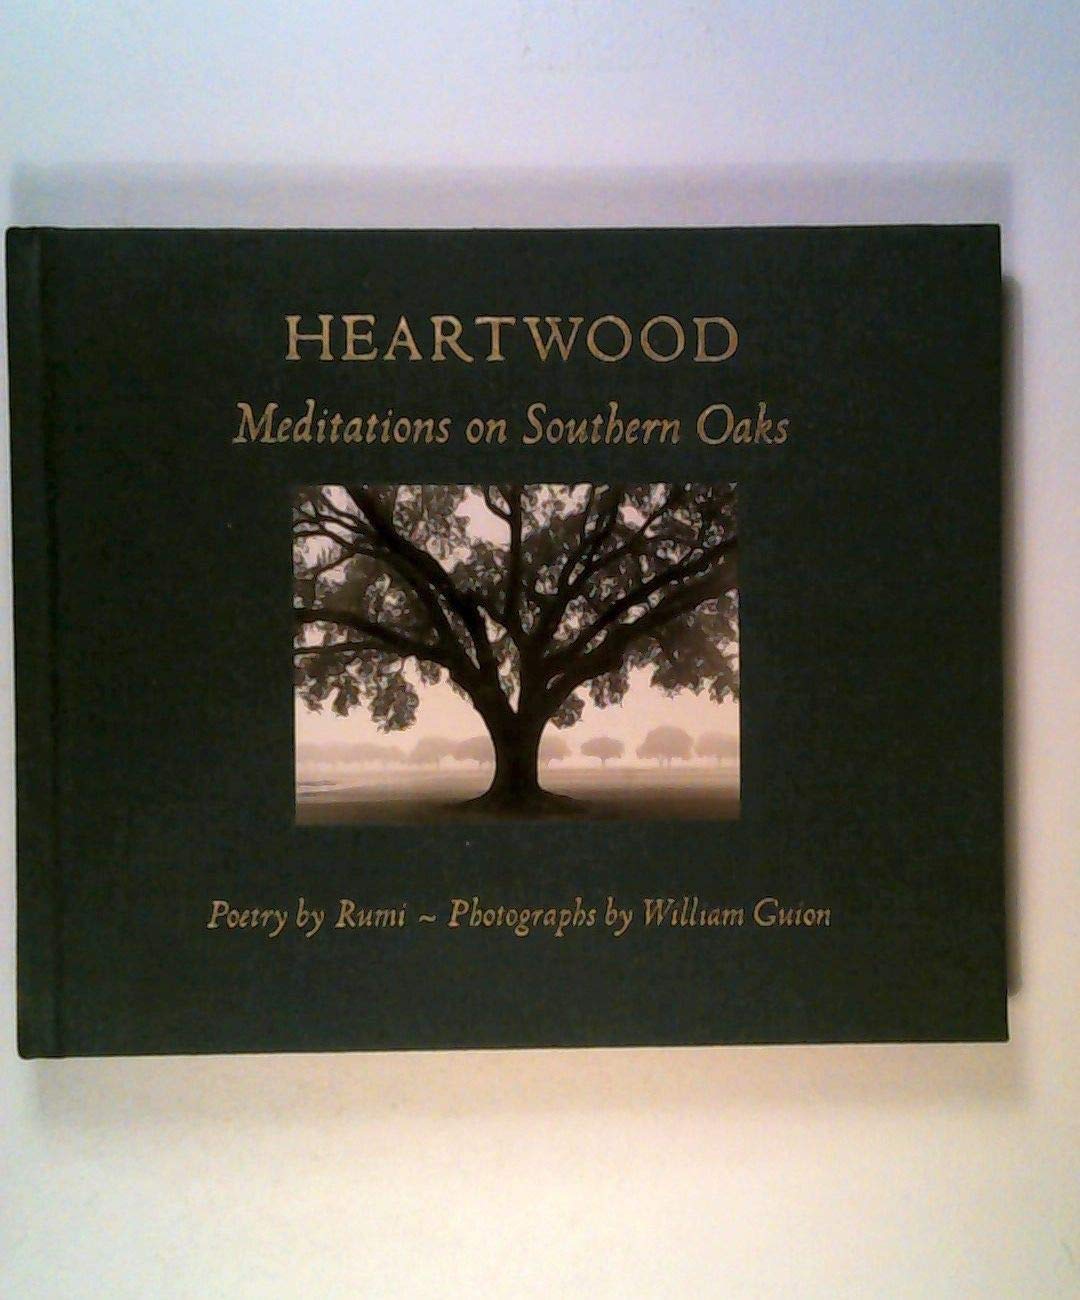 HEARTWOOD
Meditations on Southern Oaks
Poetry by Rumi ~ Photographs by William Guion